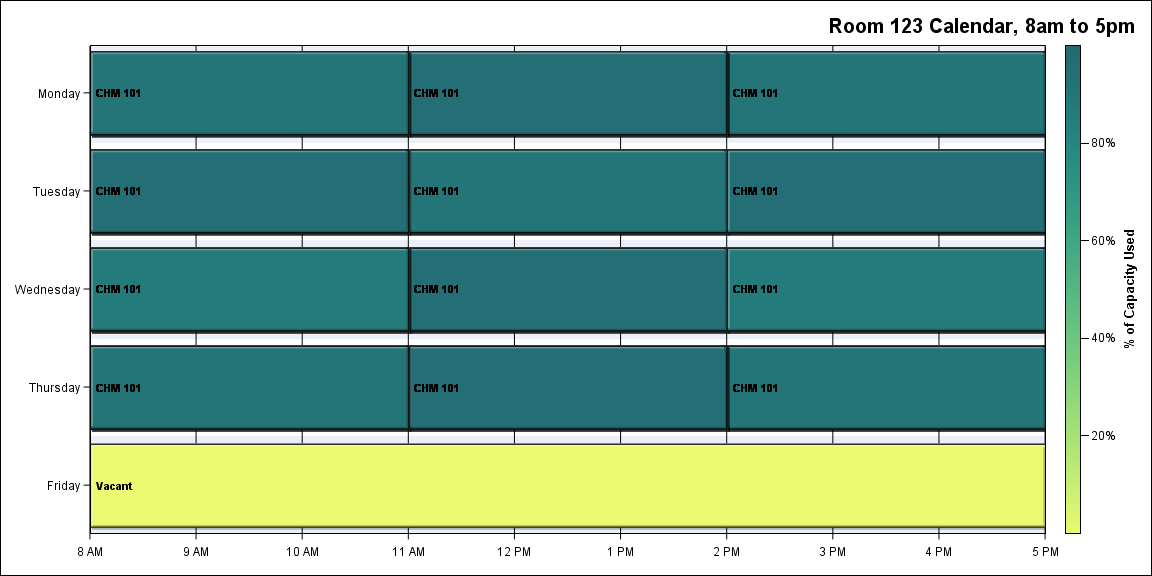 Room 123 Calendar, 8am to 5pm
Monday
CHM 101 CHM 101 CHM 101
80%
Tuesday
CHM 101 CHM 101 CHM 101
60%
% of Capacity Used
Wednesday
CHM 101 CHM 101 CHM 101
40%
Thursday
CHM 101 CHM 101 CHM 101
20%
Friday
Vacant
8 AM 9 AM 10 AM 11 AM 12 PM 1 PM 2 PM 3 PM 4 PM 5 PM